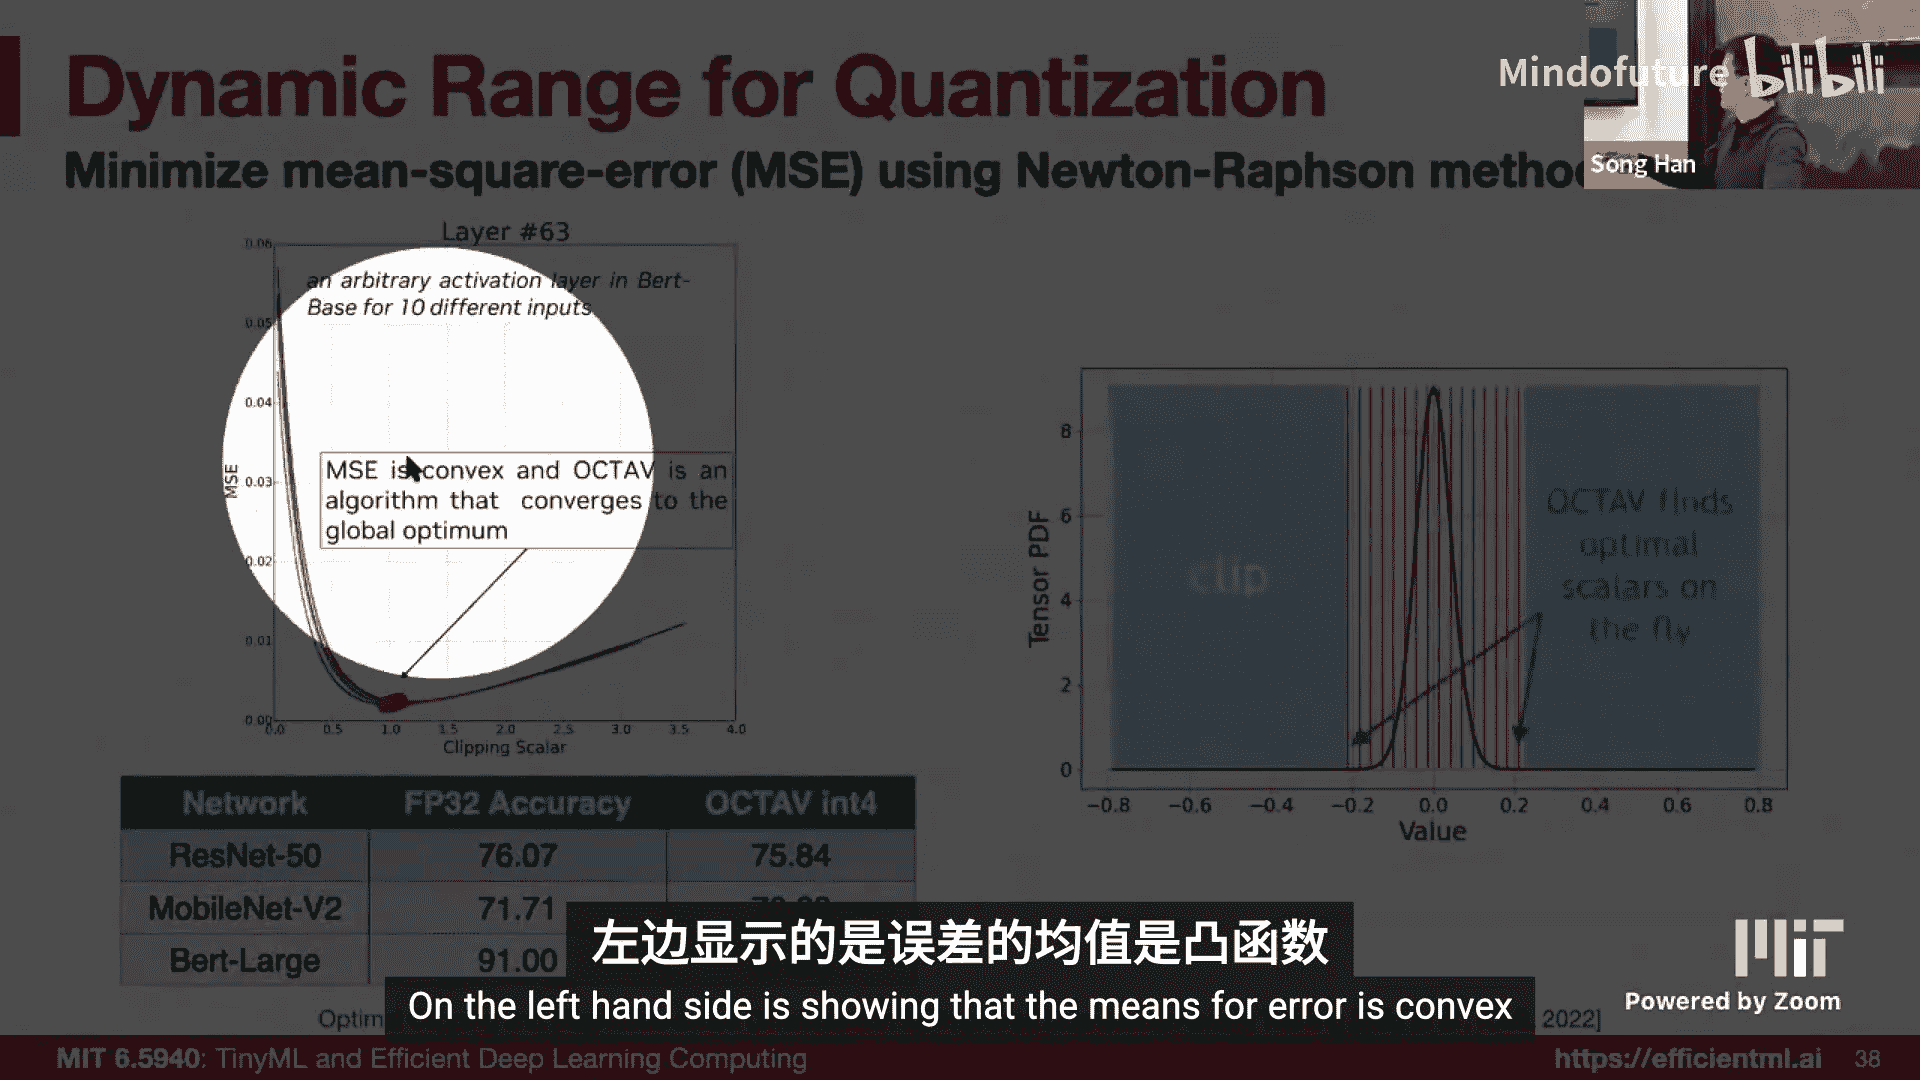 Dynamic Range for Quantization
Minimize mean-square-error (MSE) using Newton-Raphson
Mindofuture bilibili
Song Han
Layer #63
an arbitrary activation layer in Bert-
Base for 10 different inputs
MSE is convex and OCTAV is an
algorithm that converges to the
global optimum
MSE
0.06
0.05
0.04
0.03
0.02
0.01
0.00
0.0 0.5 1.0 1.5 2.0 2.5 3.0 3.5 4.0
Clipping Scalar
Tensor PDF
8
6
4
2
0
clip
OCTAV finds
optimal
scalars on
the fly
−0.8 −0.6 −0.4 −0.2 0.0 0.2 0.4 0.6 0.8
Value
Network FP32 Accuracy OCTAV int4
ResNet-50 76.07 75.84
MobileNet-V2 71.71
Bert-Large 91.00
左边显示的是误差的均值是凸函数
On the left hand side is showing that the means for error is convex
2022]
MIT
Powered by Zoom
MIT 6.5940: TinyML and Efficient Deep Learning Computing
https://efficientml.ai 38